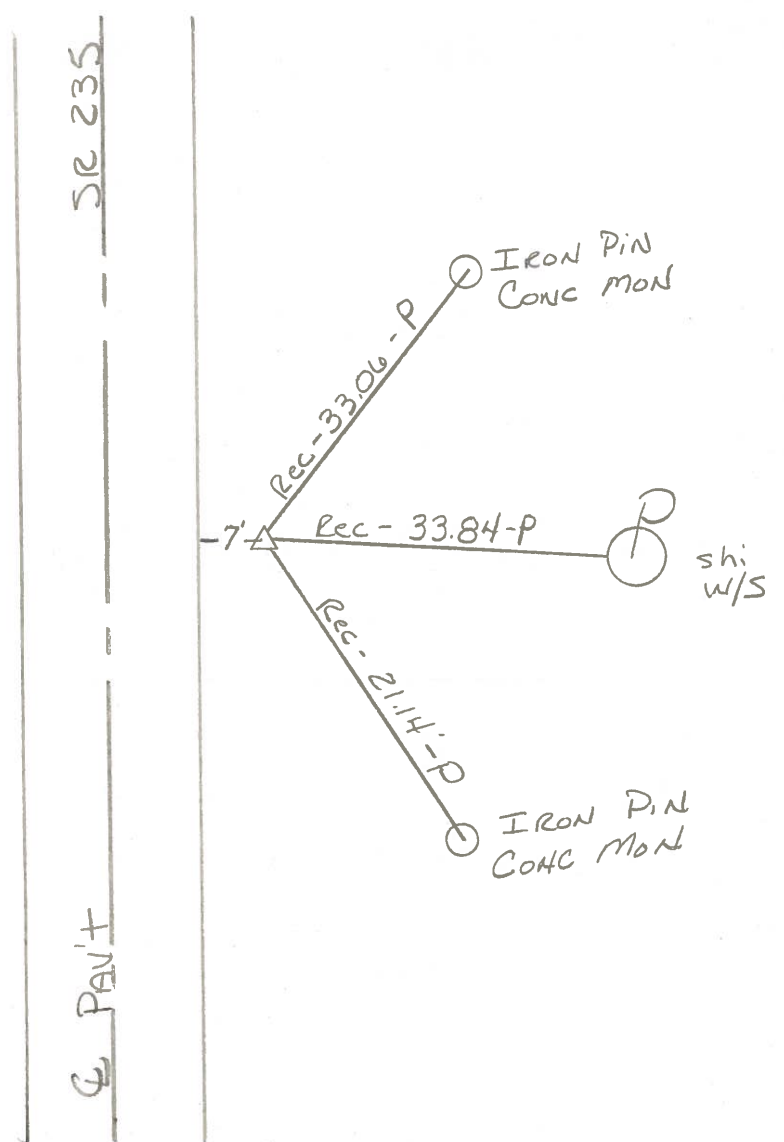 SR 235
IRON PIN
CONC MON
Rec - 33.06 - P
7'
Rec - 33.84 - P
P
shi
W/S
Rec - 21.14' - P
IRON PIN
CONC MON
℄ PAV'T